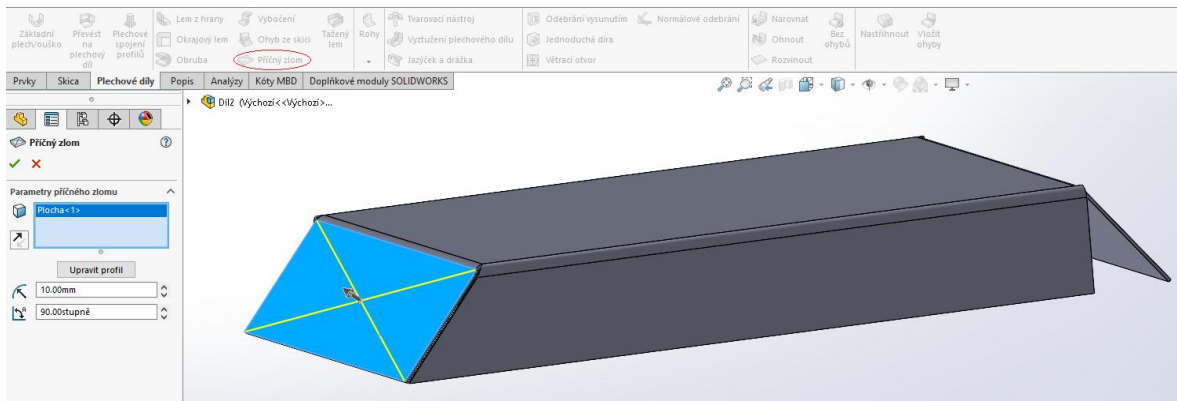 Základní plech/ouško
Převést na plechový díl
Plechové spojení profilů
Lem z hrany
Okrajový lem
Obruba
Vybočení
Ohyb ze skici
Příčný zlom
Tažený lem
Rohy
Tvarovací nástroj
Vyztužení plechového dílu
Jazýček a drážka
Odebrání vysunutím
Jednoduchá díra
Větrací otvor
Normálové odebrání
Narovnat
Ohnout
Rozvinout
Bez ohybů
Nastřihnout
Vložit ohyby
Prvky Skica Plechové díly Popis Analýzy Kóty MBD Doplňkové moduly SOLIDWORKS
Díl2 (Výchozí<<Výchozí>...
Příčný zlom
Parametry příčného zlomu
Plocha<1>
Upravit profil
10.00mm
90.00stupně